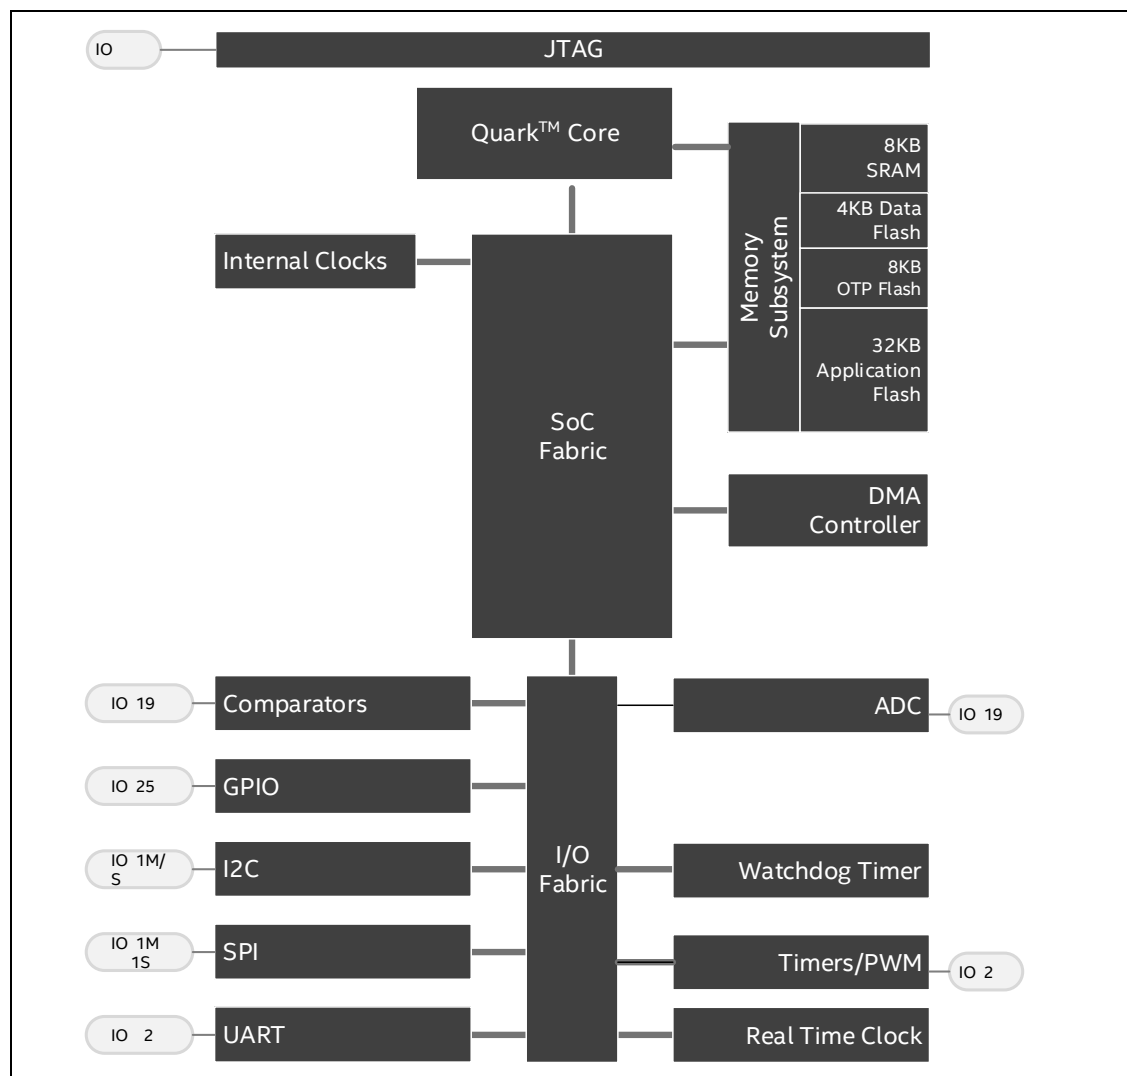 IO
JTAG
Quark™ Core
8KB
SRAM
4KB Data
Flash
8KB
OTP Flash
32KB
Application
Flash
Memory
Subsystem
Internal Clocks
SoC
Fabric
DMA
Controller
IO 19
Comparators
ADC
IO 19
IO 25
GPIO
I/O
Fabric
IO 1M/
S
I2C
Watchdog Timer
IO 1M
1S
SPI
Timers/PWM
IO 2
IO 2
UART
Real Time Clock